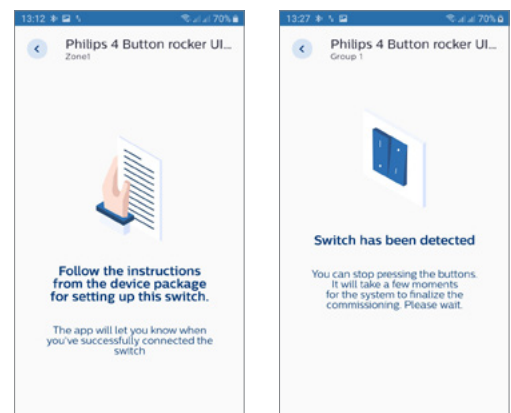 13:12
70%
Philips 4 Button rocker UI...
Zone1
Follow the instructions
from the device package
for setting up this switch.
The app will let you know when
you've successfully connected the
switch
13:27
70%
Philips 4 Button rocker UI...
Group 1
Switch has been detected
You can stop pressing the buttons.
It will take a few moments
for the system to finalize the
commissioning. Please wait.